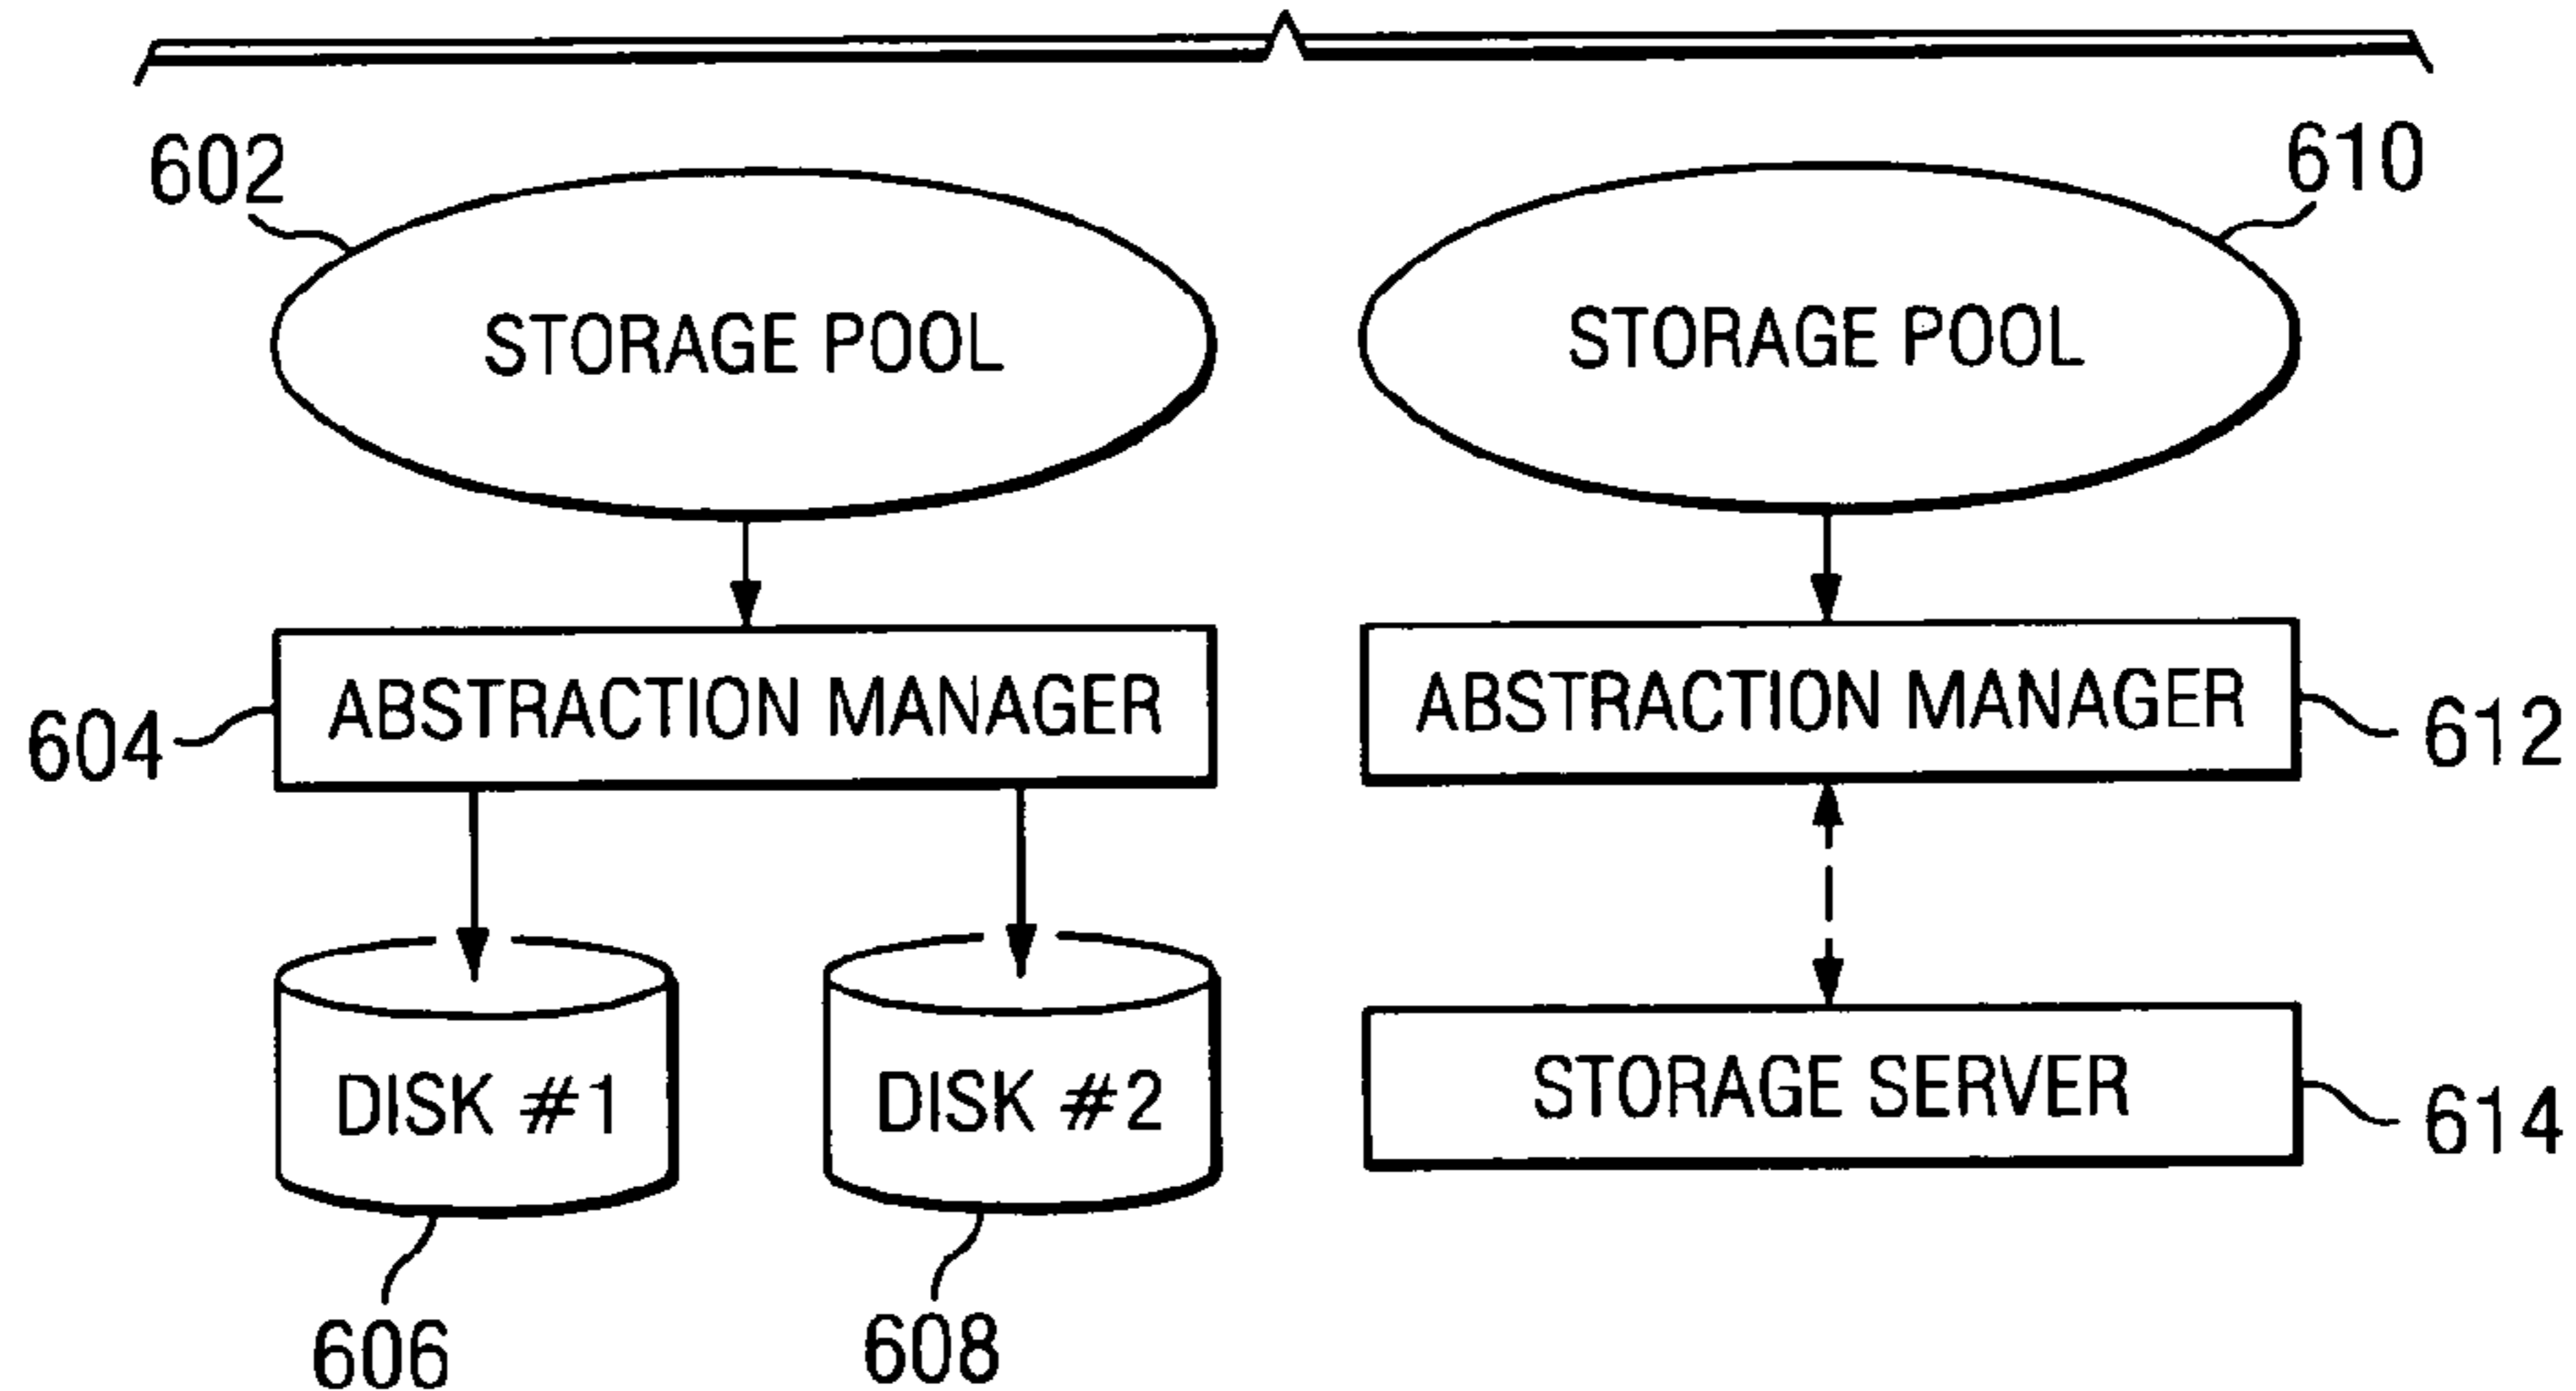 602
610
STORAGE POOL
STORAGE POOL
ABSTRACTION MANAGER
ABSTRACTION MANAGER
604
612
DISK #1
DISK #2
STORAGE SERVER
614
606
608